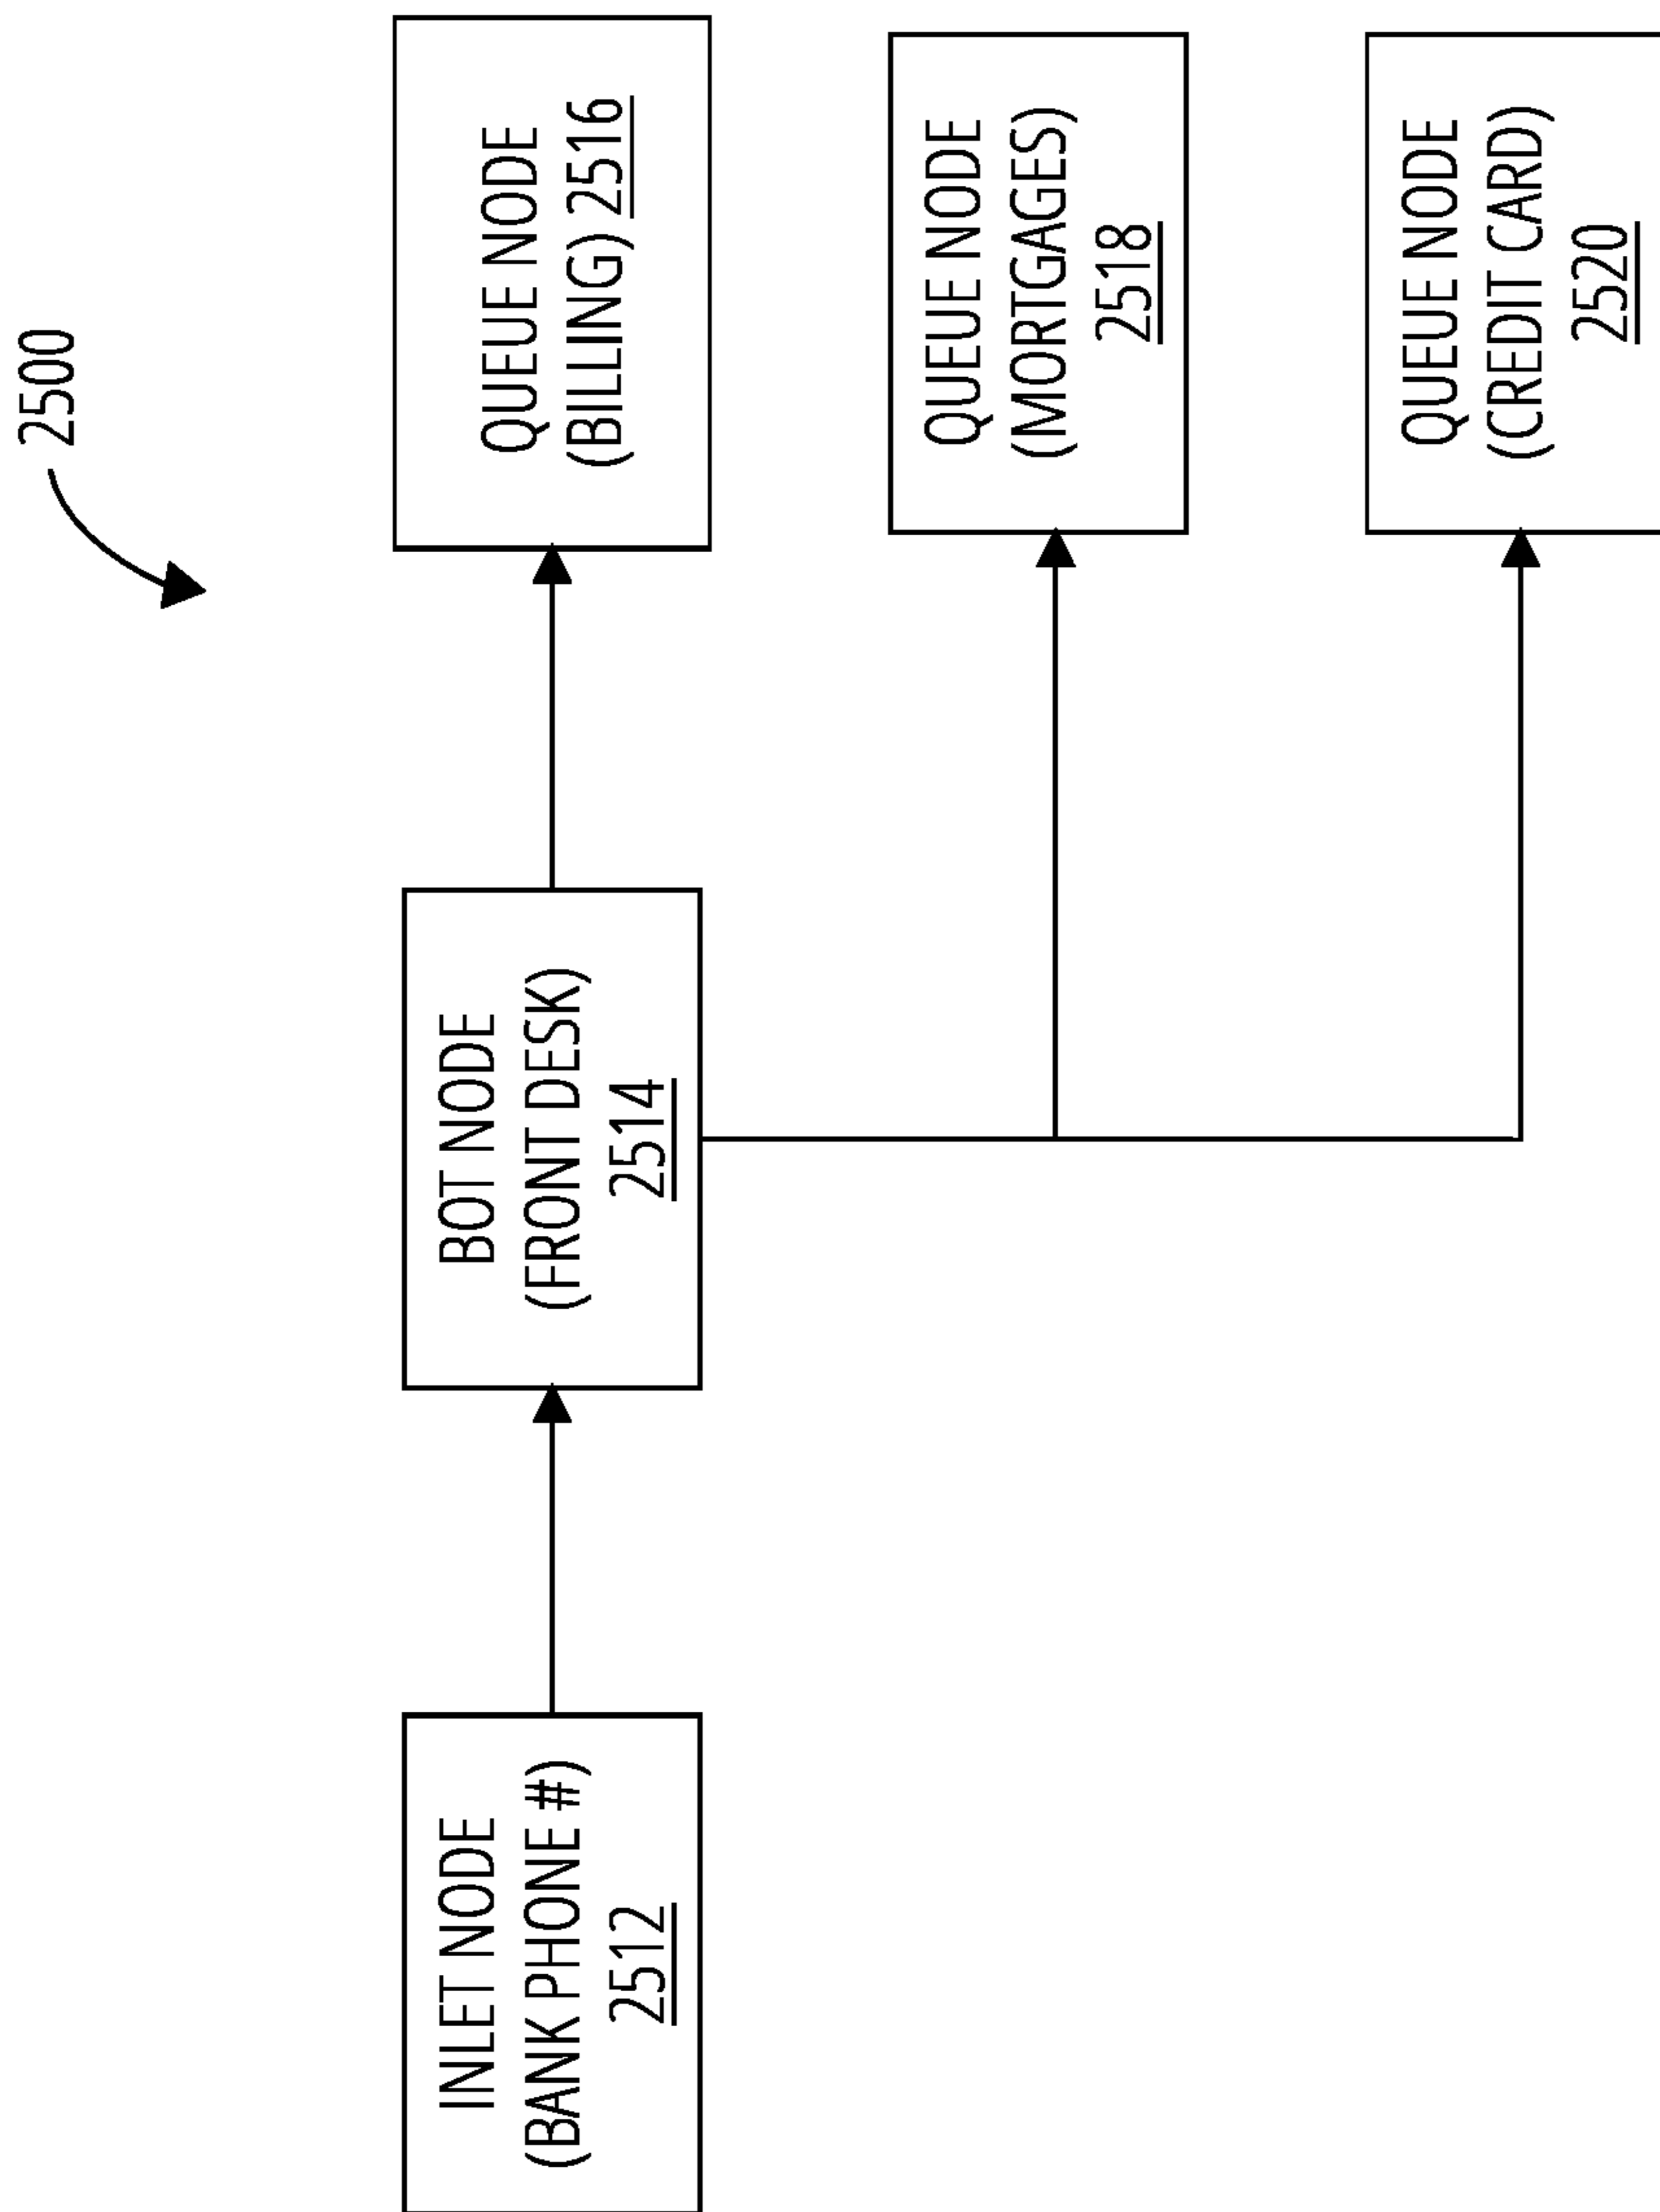 2500
INLET NODE
(BANK PHONE #)
2512
BOT NODE
(FRONT DESK)
2514
QUEUE NODE
(BILLING) 2516
QUEUE NODE
(MORTGAGES)
2518
QUEUE NODE
(CREDIT CARD)
2520